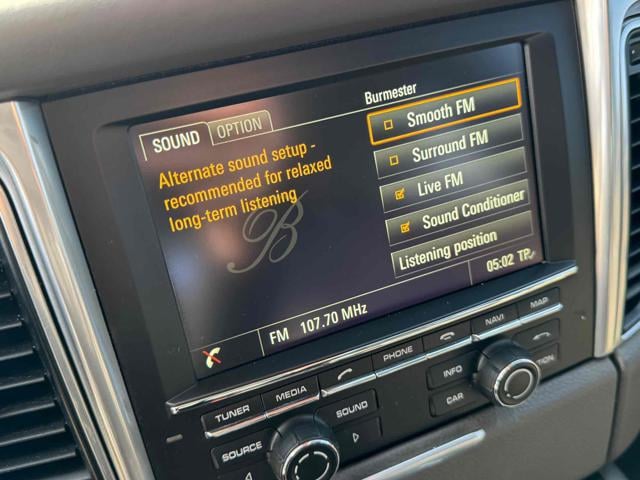 Burmester
SOUND
OPTION
Alternate sound setup -
recommended for relaxed
long-term listening
B
Smooth FM
Surround FM
Live FM
Sound Conditioner
Listening position
FM 107.70 MHz
05:02 TP
TUNER
MEDIA
PHONE
NAVI
MAP
SOURCE
SOUND
INFO
CAR
OPTION